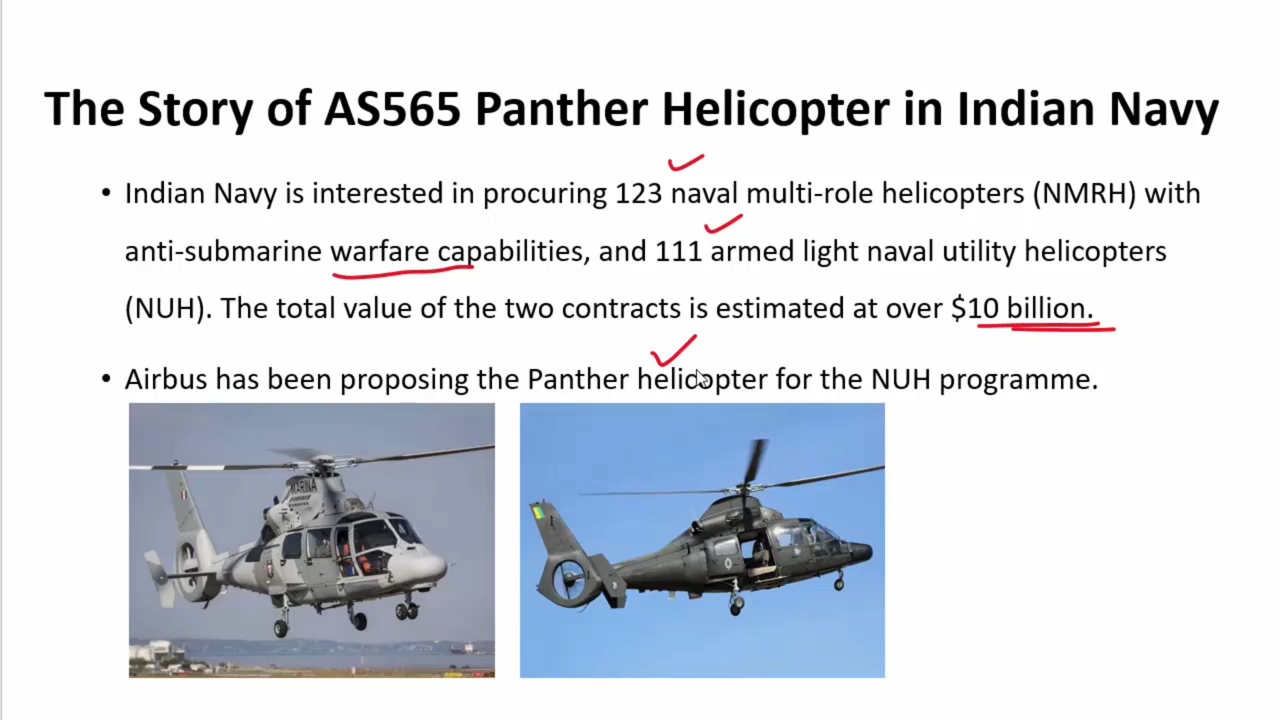 The Story of AS565 Panther Helicopter in Indian Navy
• Indian Navy is interested in procuring 123 naval multi-role helicopters (NMRH) with
anti-submarine warfare capabilities, and 111 armed light naval utility helicopters
(NUH). The total value of the two contracts is estimated at over $10 billion.
• Airbus has been proposing the Panther helicopter for the NUH programme.
MARINA